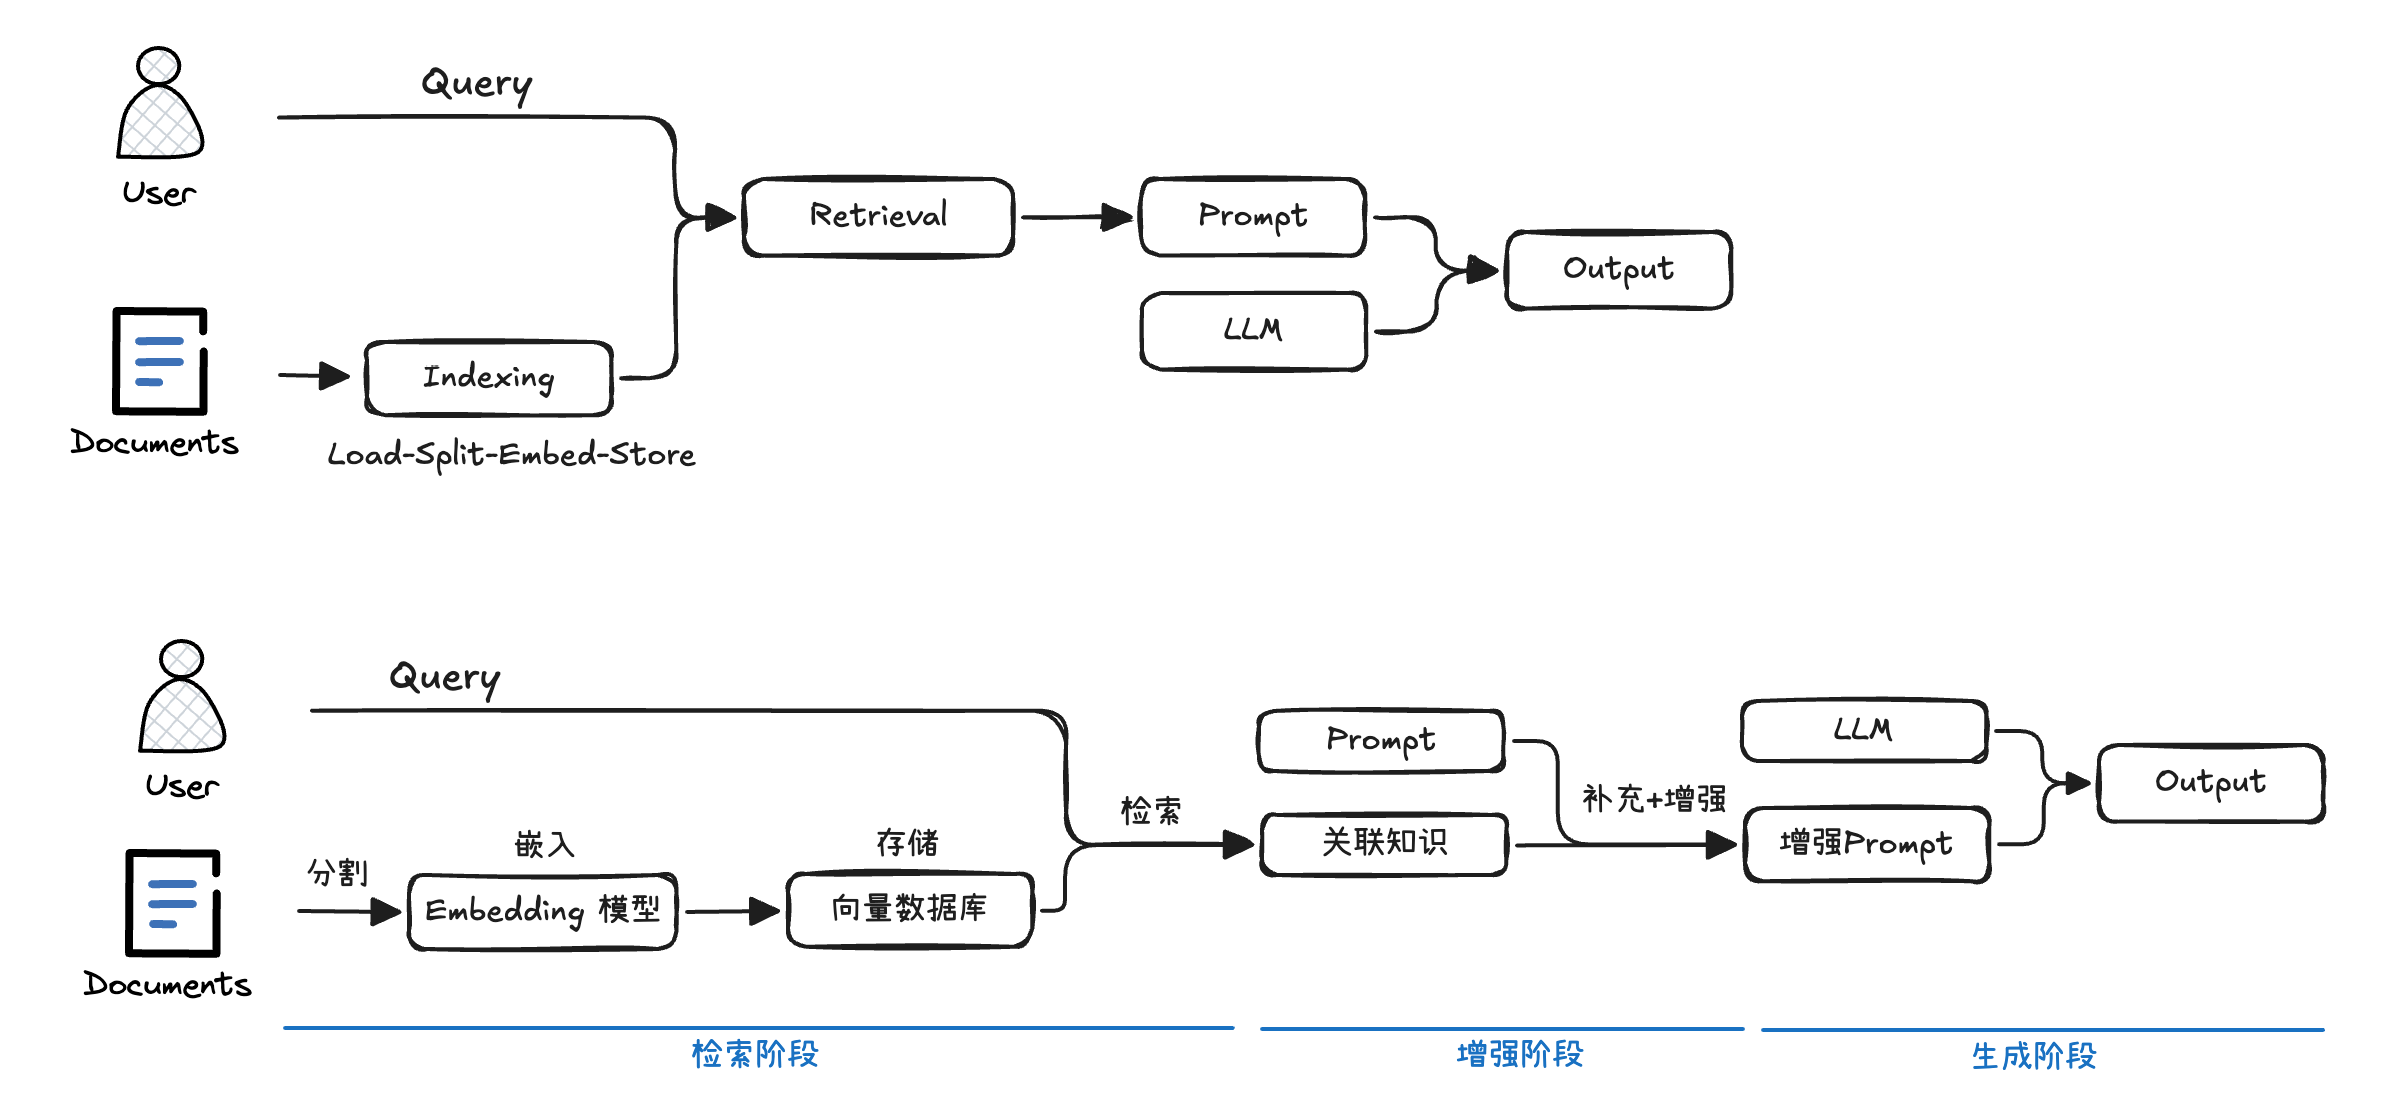 Query
User
Retrieval
Prompt
Output
LLM
Indexing
Documents
Load-Split-Embed-Store
Query
User
Prompt
LLM
Output
检索
补充+增强
关联知识
增强Prompt
分割
嵌入
存储
Embedding 模型
向量数据库
Documents
检索阶段
增强阶段
生成阶段